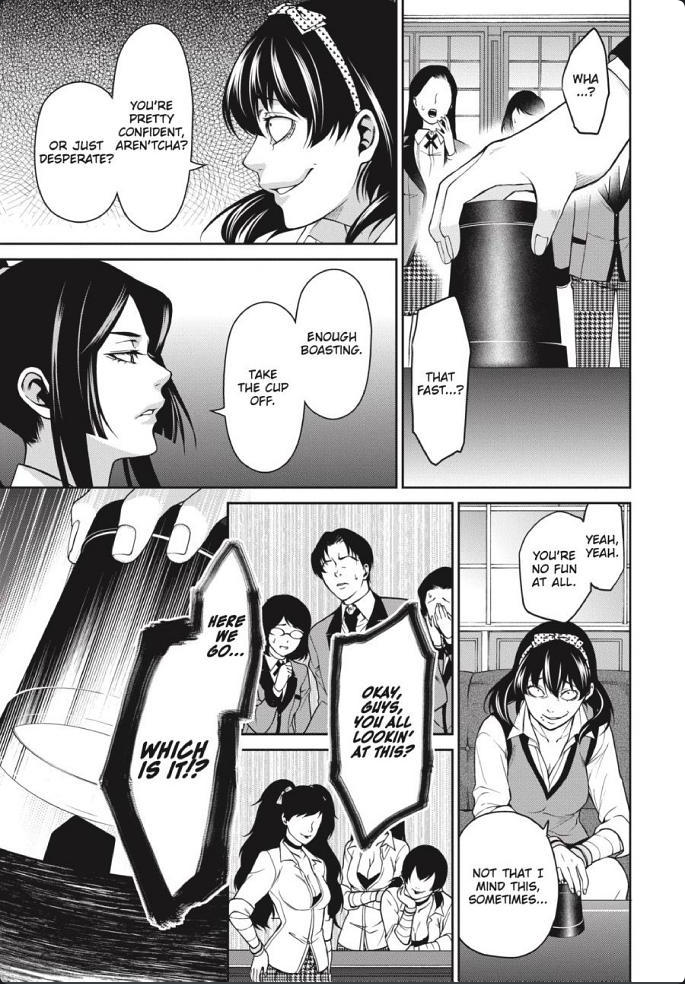 WHA
...?
THAT
FAST...?
YOU'RE
PRETTY
CONFIDENT,
AREN'TCHA?
OR JUST
DESPERATE?
ENOUGH
BOASTING.
TAKE
THE CUP
OFF.
YEAH,
YEAH.
YOU'RE
NO FUN
AT ALL.
NOT THAT I
MIND THIS,
SOMETIMES...
OKAY,
GUYS,
YOU ALL
LOOKIN'
AT THIS?
HERE
WE
GO...
WHICH
IS IT!?